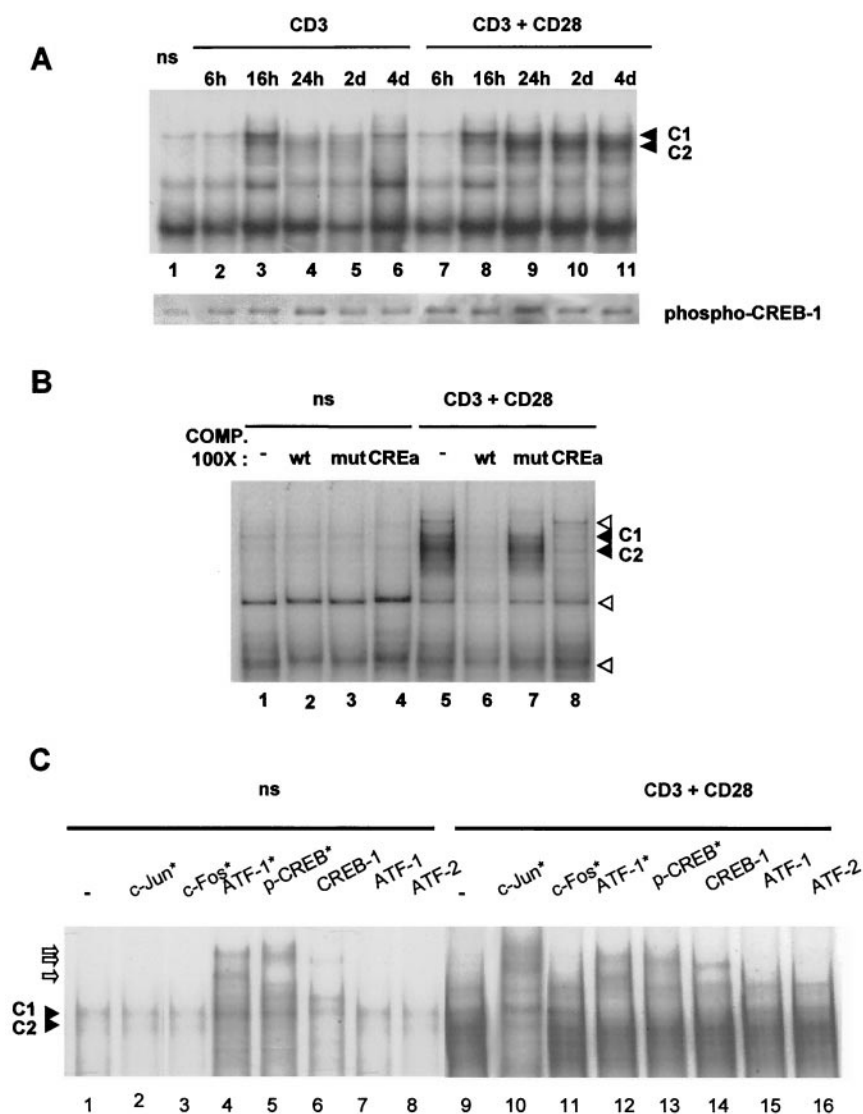 CD3 CD3 + CD28
A
ns
6h 16h 24h 2d 4d 6h 16h 24h 2d 4d
C1
C2
1 2 3 4 5 6 7 8 9 10 11
phospho-CREB-1
B
ns CD3 + CD28
COMP.
100X : - wt mut CREa - wt mut CREa
C1
C2
1 2 3 4 5 6 7 8
C
ns CD3 + CD28
- c-Jun* c-Fos* ATF-1* p-CREB* CREB-1 ATF-1 ATF-2 - c-Jun* c-Fos* ATF-1* p-CREB* CREB-1 ATF-1 ATF-2
C1
C2
1 2 3 4 5 6 7 8 9 10 11 12 13 14 15 16